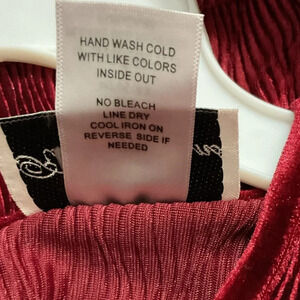 HAND WASH COLD
WITH LIKE COLORS
INSIDE OUT
NO BLEACH
LINE DRY
COOL IRON ON
REVERSE SIDE IF
NEEDED